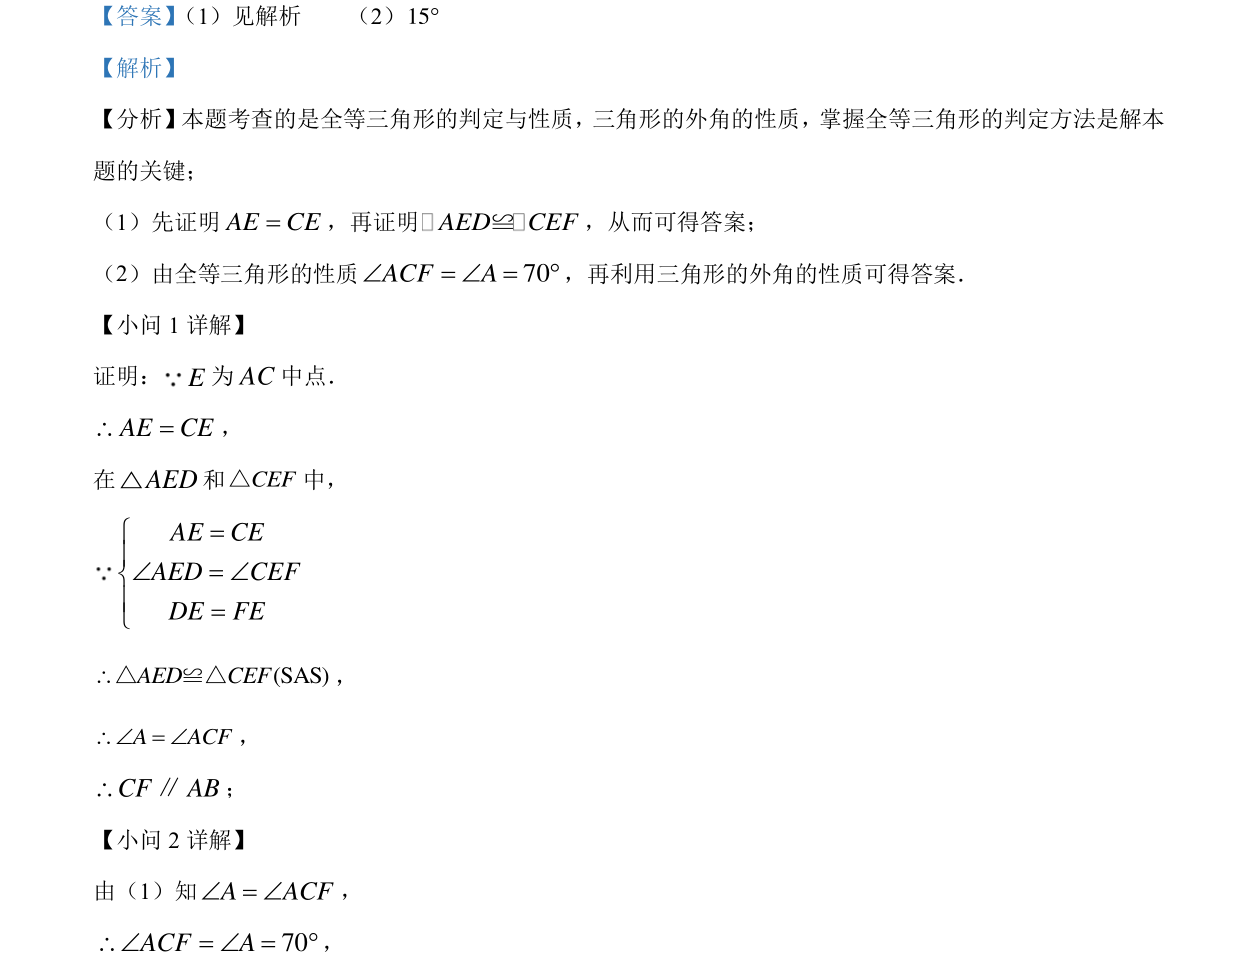 【答案】（1）见解析 （2）15°
【解析】
【分析】本题考查的是全等三角形的判定与性质，三角形的外角的性质，掌握全等三角形的判定方法是解本
题的关键；
（1）先证明 AE = CE ，再证明□ AED≌□ CEF ，从而可得答案；
（2）由全等三角形的性质 ∠ACF = ∠A = 70° ，再利用三角形的外角的性质可得答案．
【小问 1 详解】
证明：∵ E 为 AC 中点．
∴ AE = CE ，
在 △AED 和 △CEF 中，
AE = CE
∵{ ∠AED = ∠CEF
DE = FE
∴△AED≌△CEF(SAS) ，
∴∠A = ∠ACF ，
∴CF ∥ AB ；
【小问 2 详解】
由（1）知 ∠A = ∠ACF ，
∴∠ACF = ∠A = 70° ，